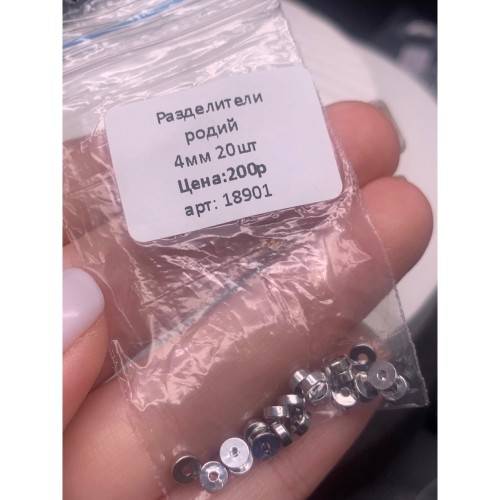 Разделители
родий
4мм 20шт
Цена:200р
арт: 18901